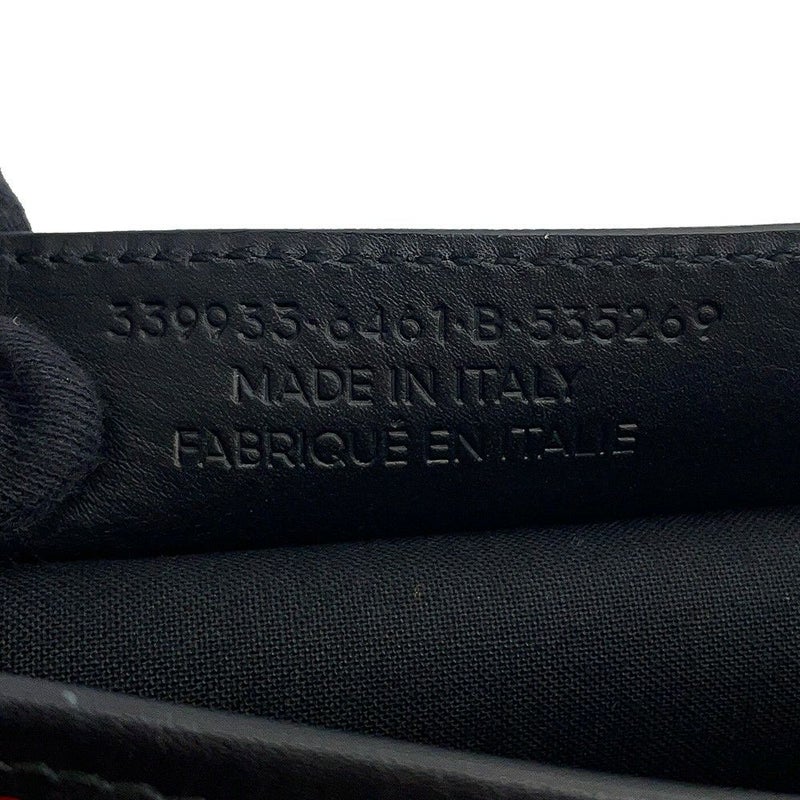 339933·6461·B·535269
MADE IN ITALY
FABRIQUÉ EN ITALIE